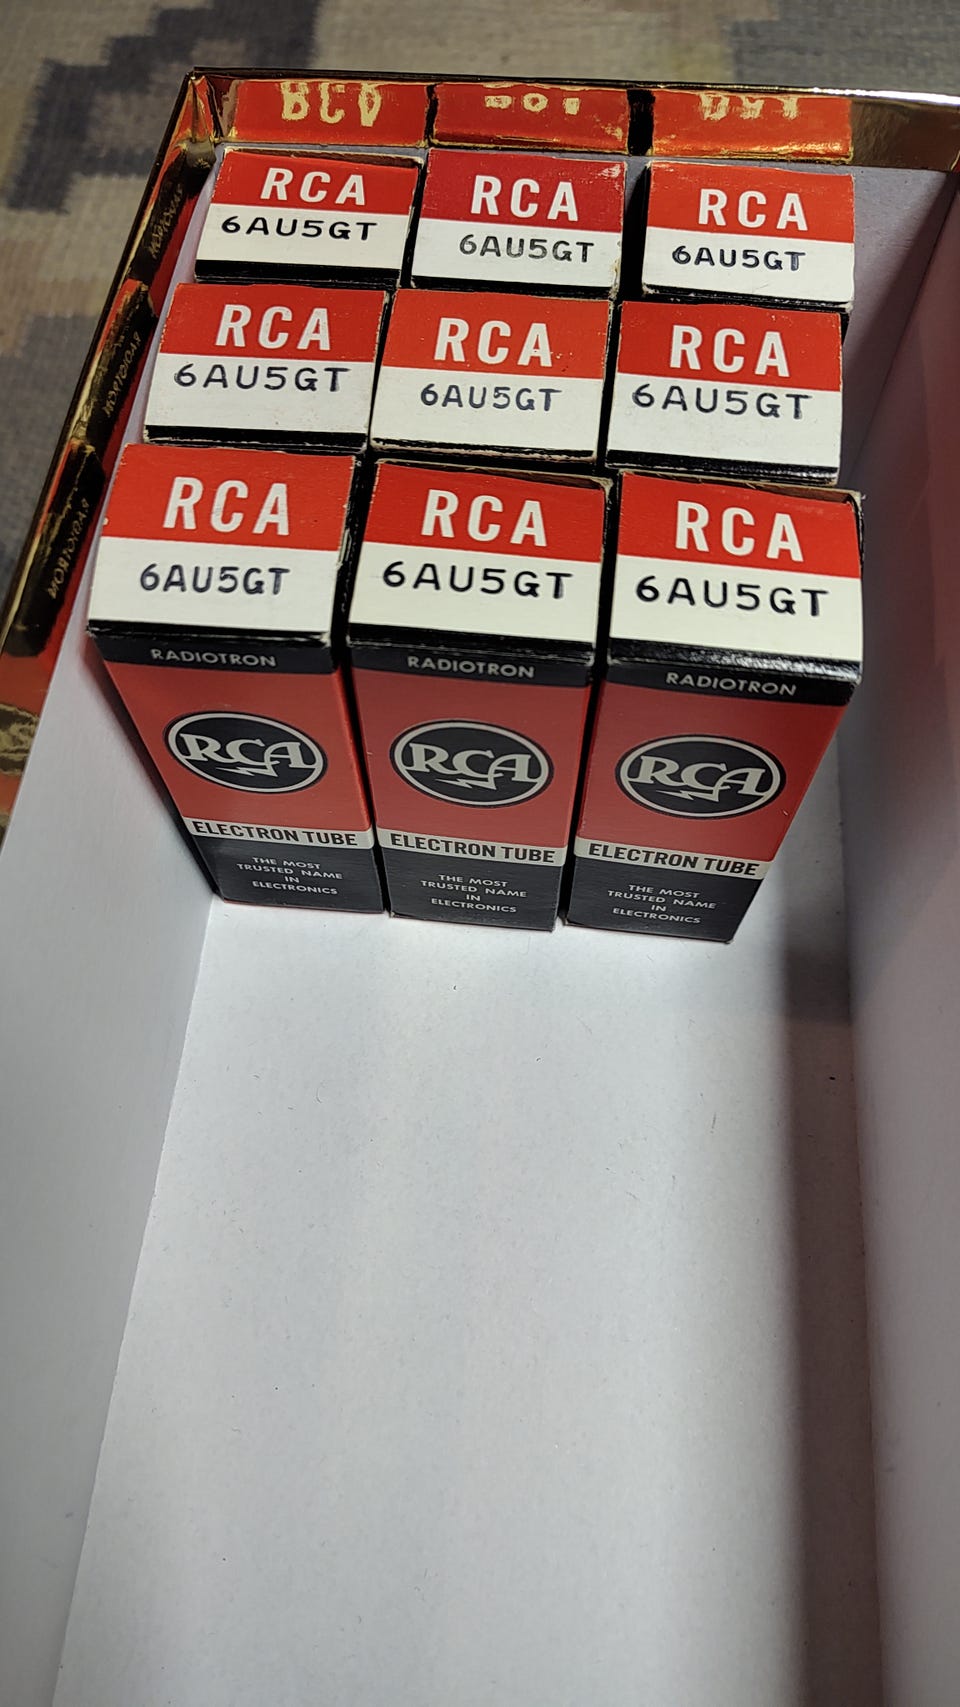 RCA
6AU5GT
RCA
6AU5GT
RCA
6AU5GT
RCA
6AU5GT
RCA
6AU5GT
RCA
6AU5GT
RCA
6AU5GT
RADIOTRON
RCA
ELECTRON TUBE
THE MOST
TRUSTED NAME
IN
ELECTRONICS
RCA
6AU5GT
RADIOTRON
RCA
ELECTRON TUBE
THE MOST
TRUSTED NAME
IN
ELECTRONICS
RCA
6AU5GT
RADIOTRON
RCA
ELECTRON TUBE
THE MOST
TRUSTED NAME
IN
ELECTRONICS